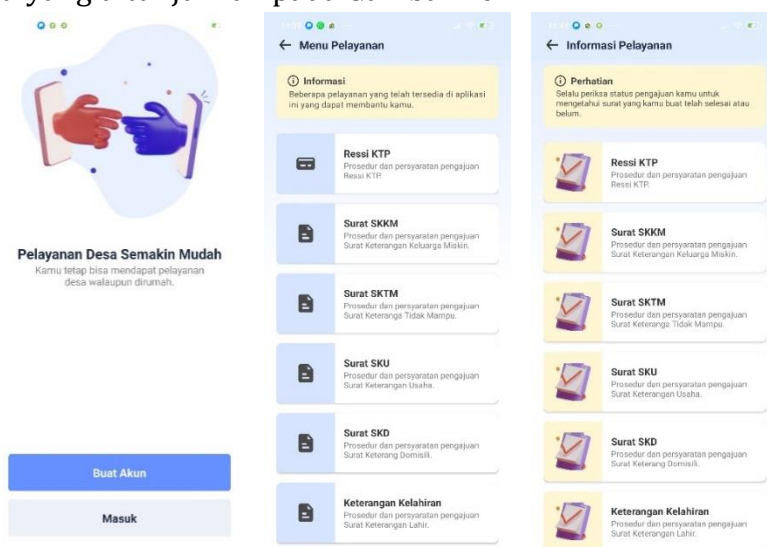 Pelayanan Desa Semakin Mudah
Kamu tetap bisa mendapat pelayanan
desa walaupun dirumah.
Buat Akun
Masuk
Menu Pelayanan
Informasi
Beberapa pelayanan yang telah tersedia di aplikasi
ini yang dapat membantu kamu.
Ressi KTP
Prosedur dan persyaratan pengajuan
Ressi KTP.
Surat SKKM
Prosedur dan persyaratan pengajuan
Surat Keterangan Keluarga Miskin.
Surat SKTM
Prosedur dan persyaratan pengajuan
Surat Keteranga Tidak Mampu.
Surat SKU
Prosedur dan persyaratan pengajuan
Surat Keterangan Usaha.
Surat SKD
Prosedur dan persyaratan pengajuan
Surat Keterang Domisili.
Keterangan Kelahiran
Prosedur dan persyaratan pengajuan
Surat Keterangan Lahir.
Informasi Pelayanan
Perhatian
Selalu periksa status pengajuan kamu untuk
mengetahui surat yang kamu buat telah selesai atau
belum.
Ressi KTP
Prosedur dan persyaratan pengajuan
Ressi KTP.
Surat SKKM
Prosedur dan persyaratan pengajuan
Surat Keterangan Keluarga Miskin.
Surat SKTM
Prosedur dan persyaratan pengajuan
Surat Keteranga Tidak Mampu.
Surat SKU
Prosedur dan persyaratan pengajuan
Surat Keterangan Usaha.
Surat SKD
Prosedur dan persyaratan pengajuan
Surat Keterang Domisili.
Keterangan Kelahiran
Prosedur dan persyaratan pengajuan
Surat Keterangan Lahir.